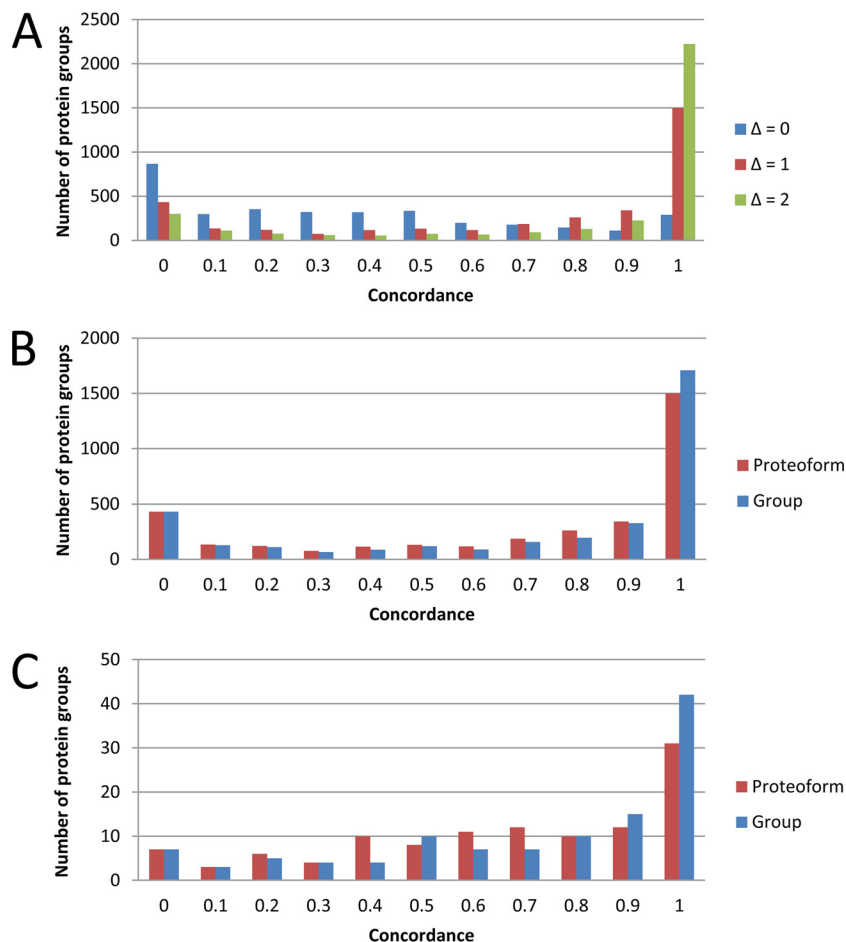 A
Number of protein groups
2500
2000
1500
1000
500
0
0 0.1 0.2 0.3 0.4 0.5 0.6 0.7 0.8 0.9 1
Concordance
Δ = 0
Δ = 1
Δ = 2
B
Number of protein groups
2000
1500
1000
500
0
0 0.1 0.2 0.3 0.4 0.5 0.6 0.7 0.8 0.9 1
Concordance
Proteoform
Group
C
Number of protein groups
50
40
30
20
10
0
0 0.1 0.2 0.3 0.4 0.5 0.6 0.7 0.8 0.9 1
Concordance
Proteoform
Group